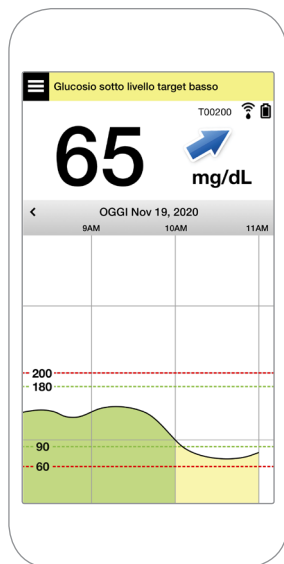 Glucosio sotto livello target basso
T00200
65
mg/dL
OGGI Nov 19, 2020
9AM 10AM 11AM
200
180
90
60